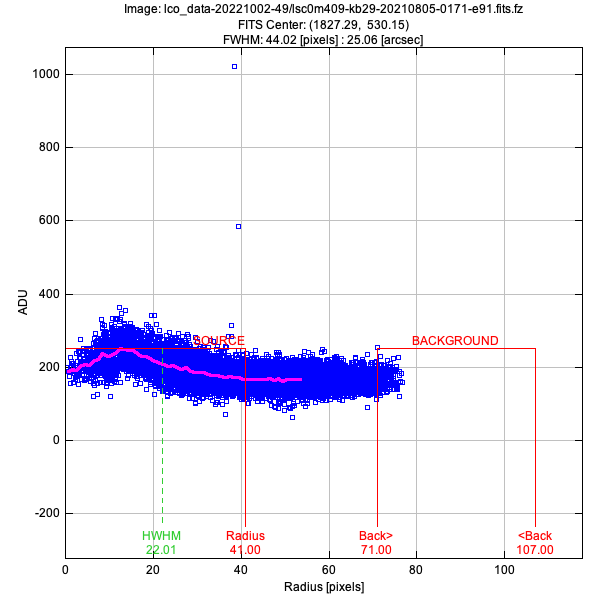 Image: lco_data-20221002-49/lsc0m409-kb29-20210805-0171-e91.fits.fz
FITS Center: (1827.29, 530.15)
FWHM: 44.02 [pixels] : 25.06 [arcsec]
1000
800
600
400
200
0
-200
ADU
SOURCE
BACKGROUND
HWHM
22.01
Radius
41.00
Back>
71.00
<Back
107.00
0 20 40 60 80 100
Radius [pixels]